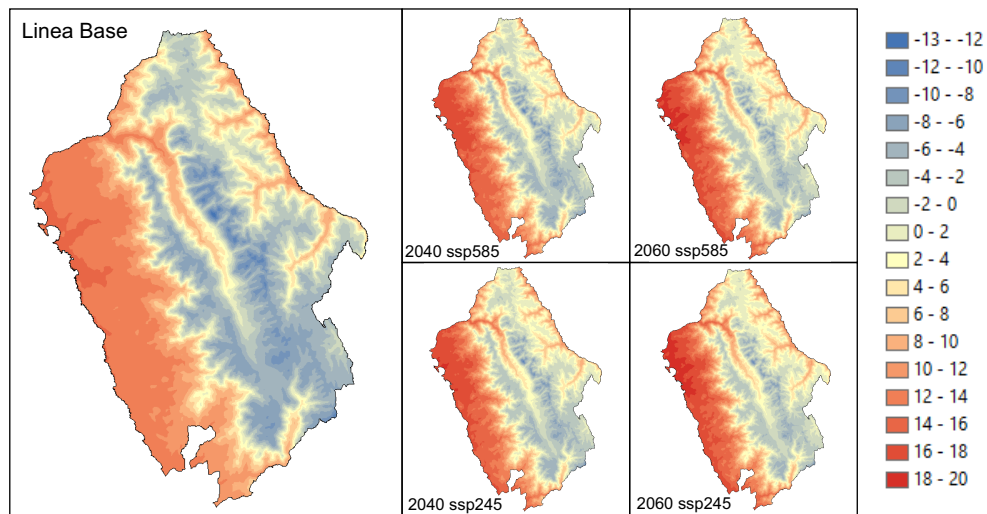 Linea Base
2040 ssp585
2060 ssp585
2040 ssp245
2060 ssp245
-13 - -12
-12 - -10
-10 - -8
-8 - -6
-6 - -4
-4 - -2
-2 - 0
0 - 2
2 - 4
4 - 6
6 - 8
8 - 10
10 - 12
12 - 14
14 - 16
16 - 18
18 - 20